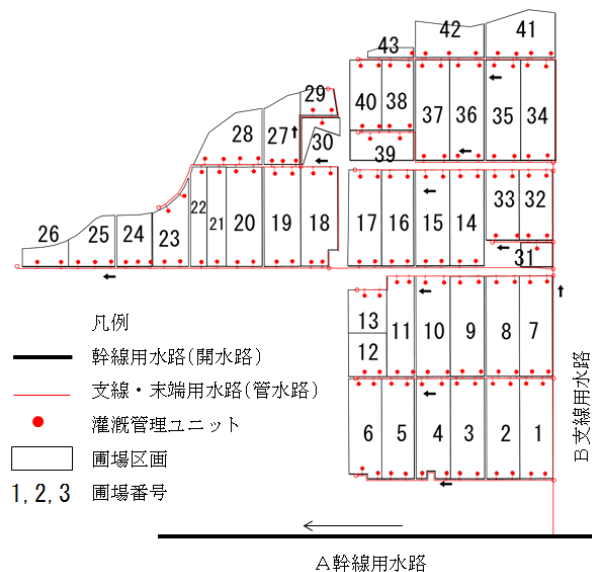 43 42 41
40 38 37 36 35 34
39
29
28 27 30
33 32
22 21 20 19 18 17 16 15 14
26 25 24 23
31
13 11 10 9 8 7
12
6 5 4 3 2 1
凡例
幹線用水路(開水路)
支線・末端用水路(管水路)
灌漑管理ユニット
圃場区画
1,2,3 圃場番号
B支線用水路
A幹線用水路